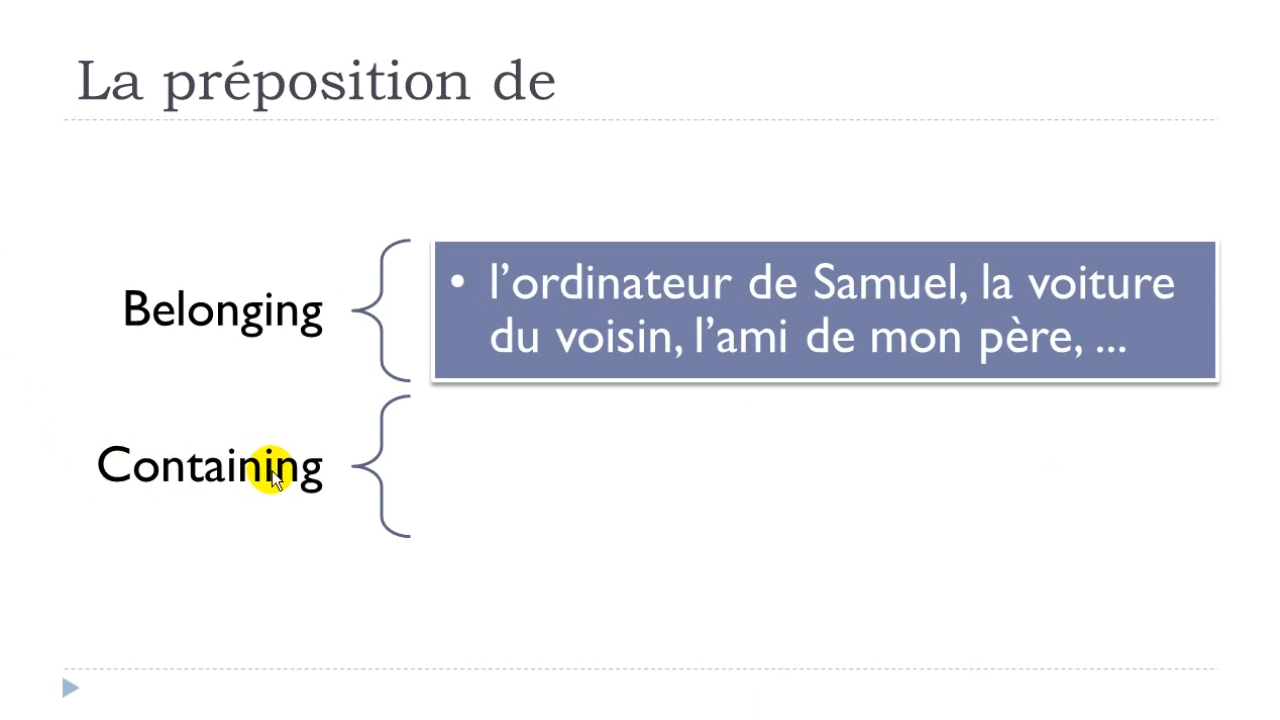 La préposition de
Belonging
• l’ordinateur de Samuel, la voiture
du voisin, l’ami de mon père, ...
Containing